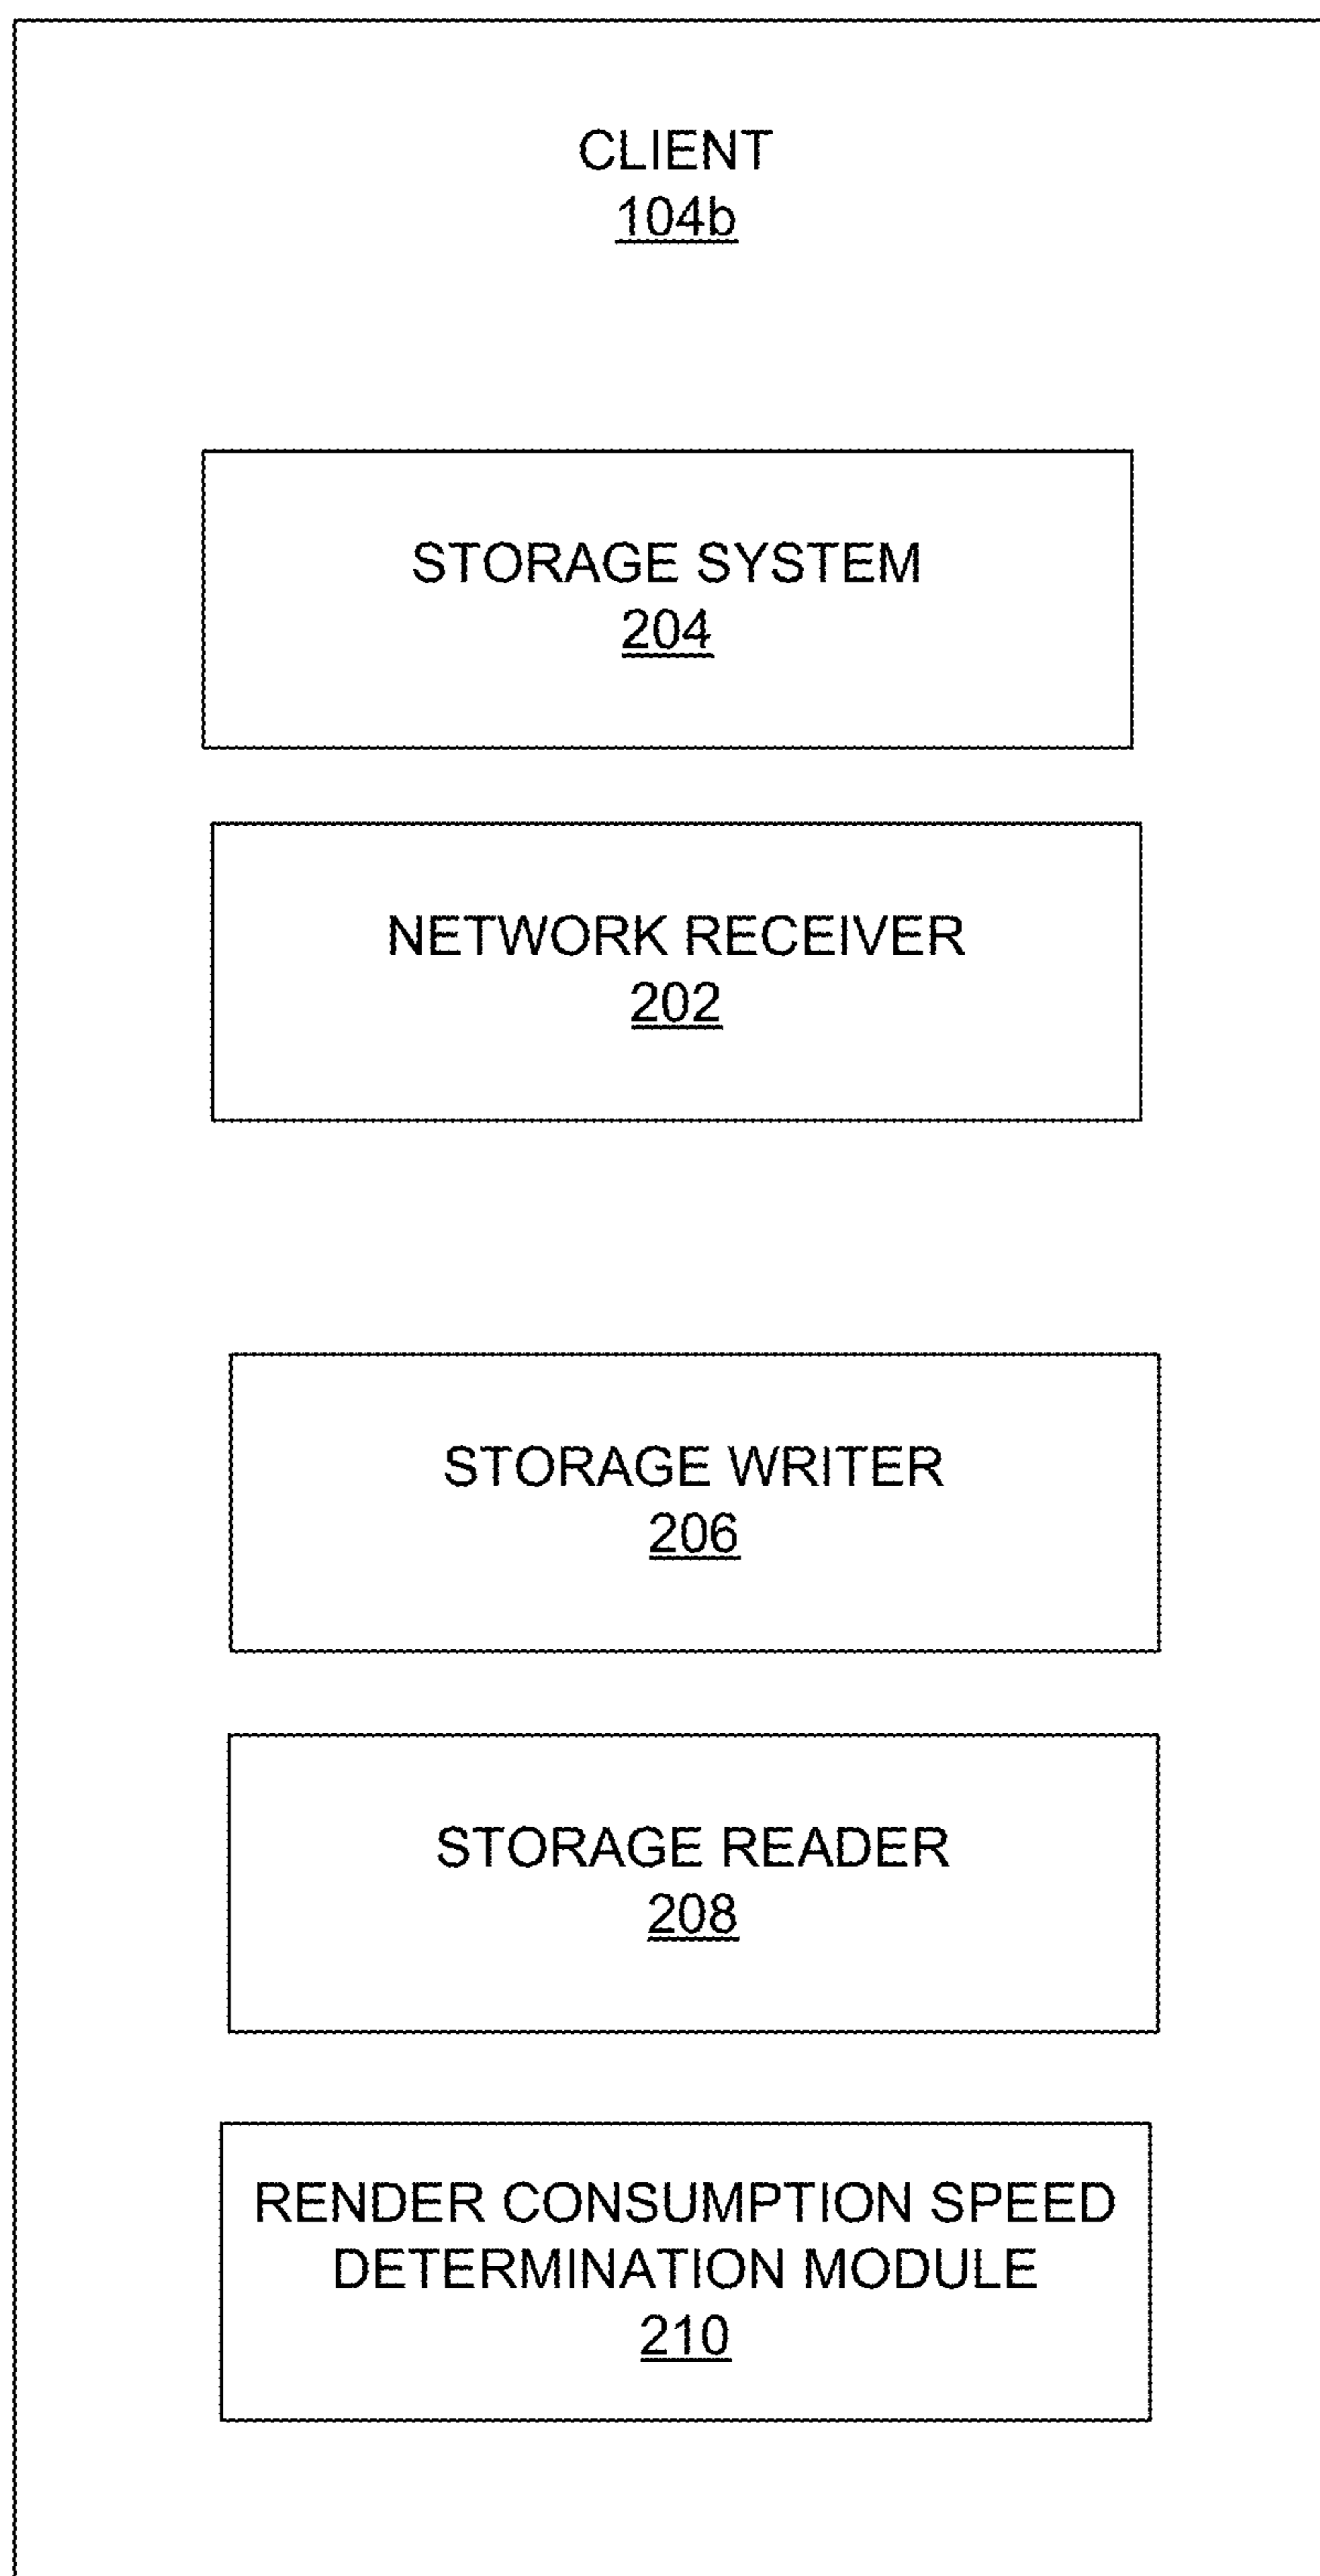 CLIENT
104b
STORAGE SYSTEM
204
NETWORK RECEIVER
202
STORAGE WRITER
206
STORAGE READER
208
RENDER CONSUMPTION SPEED
DETERMINATION MODULE
210